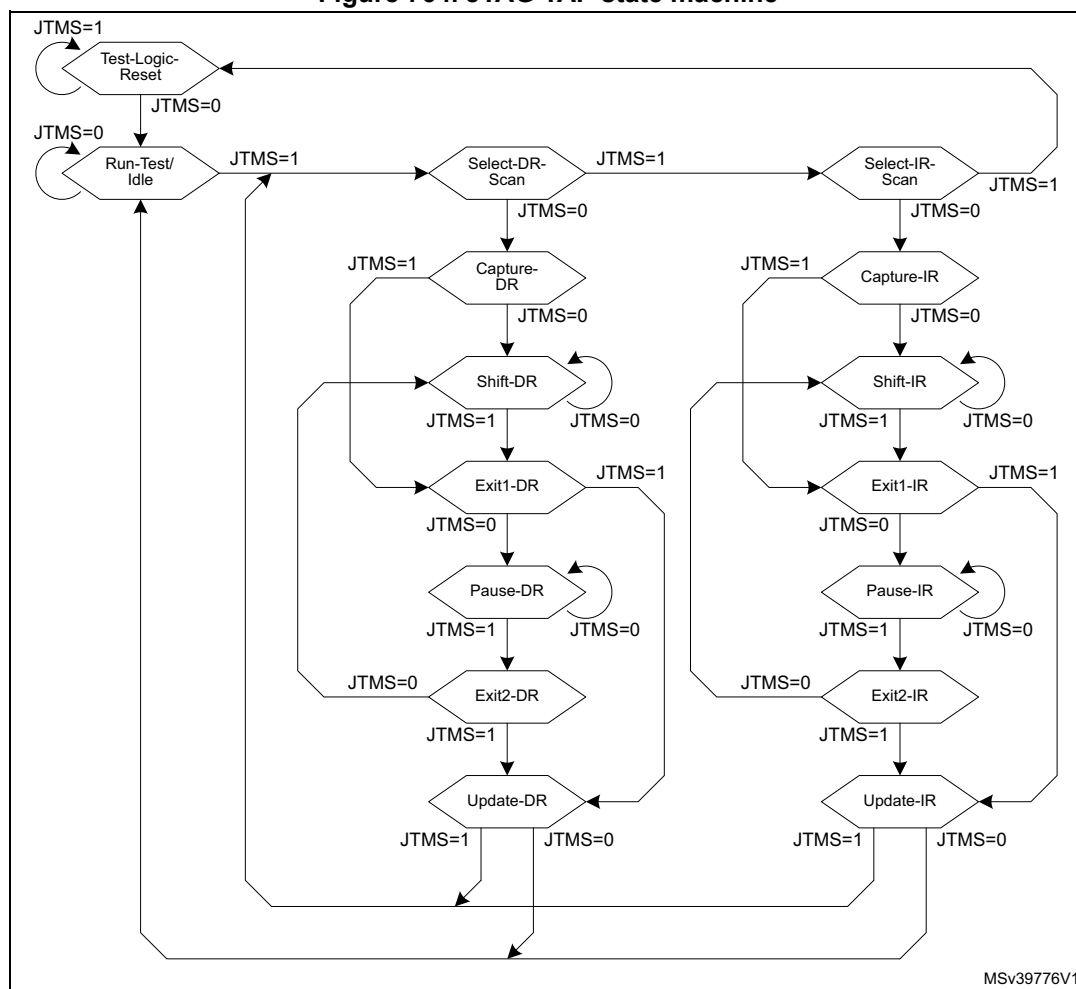 Figure JTAG TAP state machine
JTMS=1
Test-Logic-
Reset
JTMS=0
JTMS=0
Run-Test/
Idle
JTMS=1
Select-DR-
Scan
JTMS=1
Select-IR-
Scan
JTMS=1
JTMS=0
JTMS=0
JTMS=1
Capture-
DR
JTMS=1
Capture-IR
JTMS=0
JTMS=0
Shift-DR
Shift-IR
JTMS=1
JTMS=0
JTMS=1
JTMS=0
Exit1-DR
JTMS=1
Exit1-IR
JTMS=1
JTMS=0
JTMS=0
Pause-DR
Pause-IR
JTMS=1
JTMS=0
JTMS=1
JTMS=0
JTMS=0
Exit2-DR
JTMS=0
Exit2-IR
JTMS=1
JTMS=1
Update-DR
Update-IR
JTMS=1
JTMS=0
JTMS=1
JTMS=0
MSv39776V1